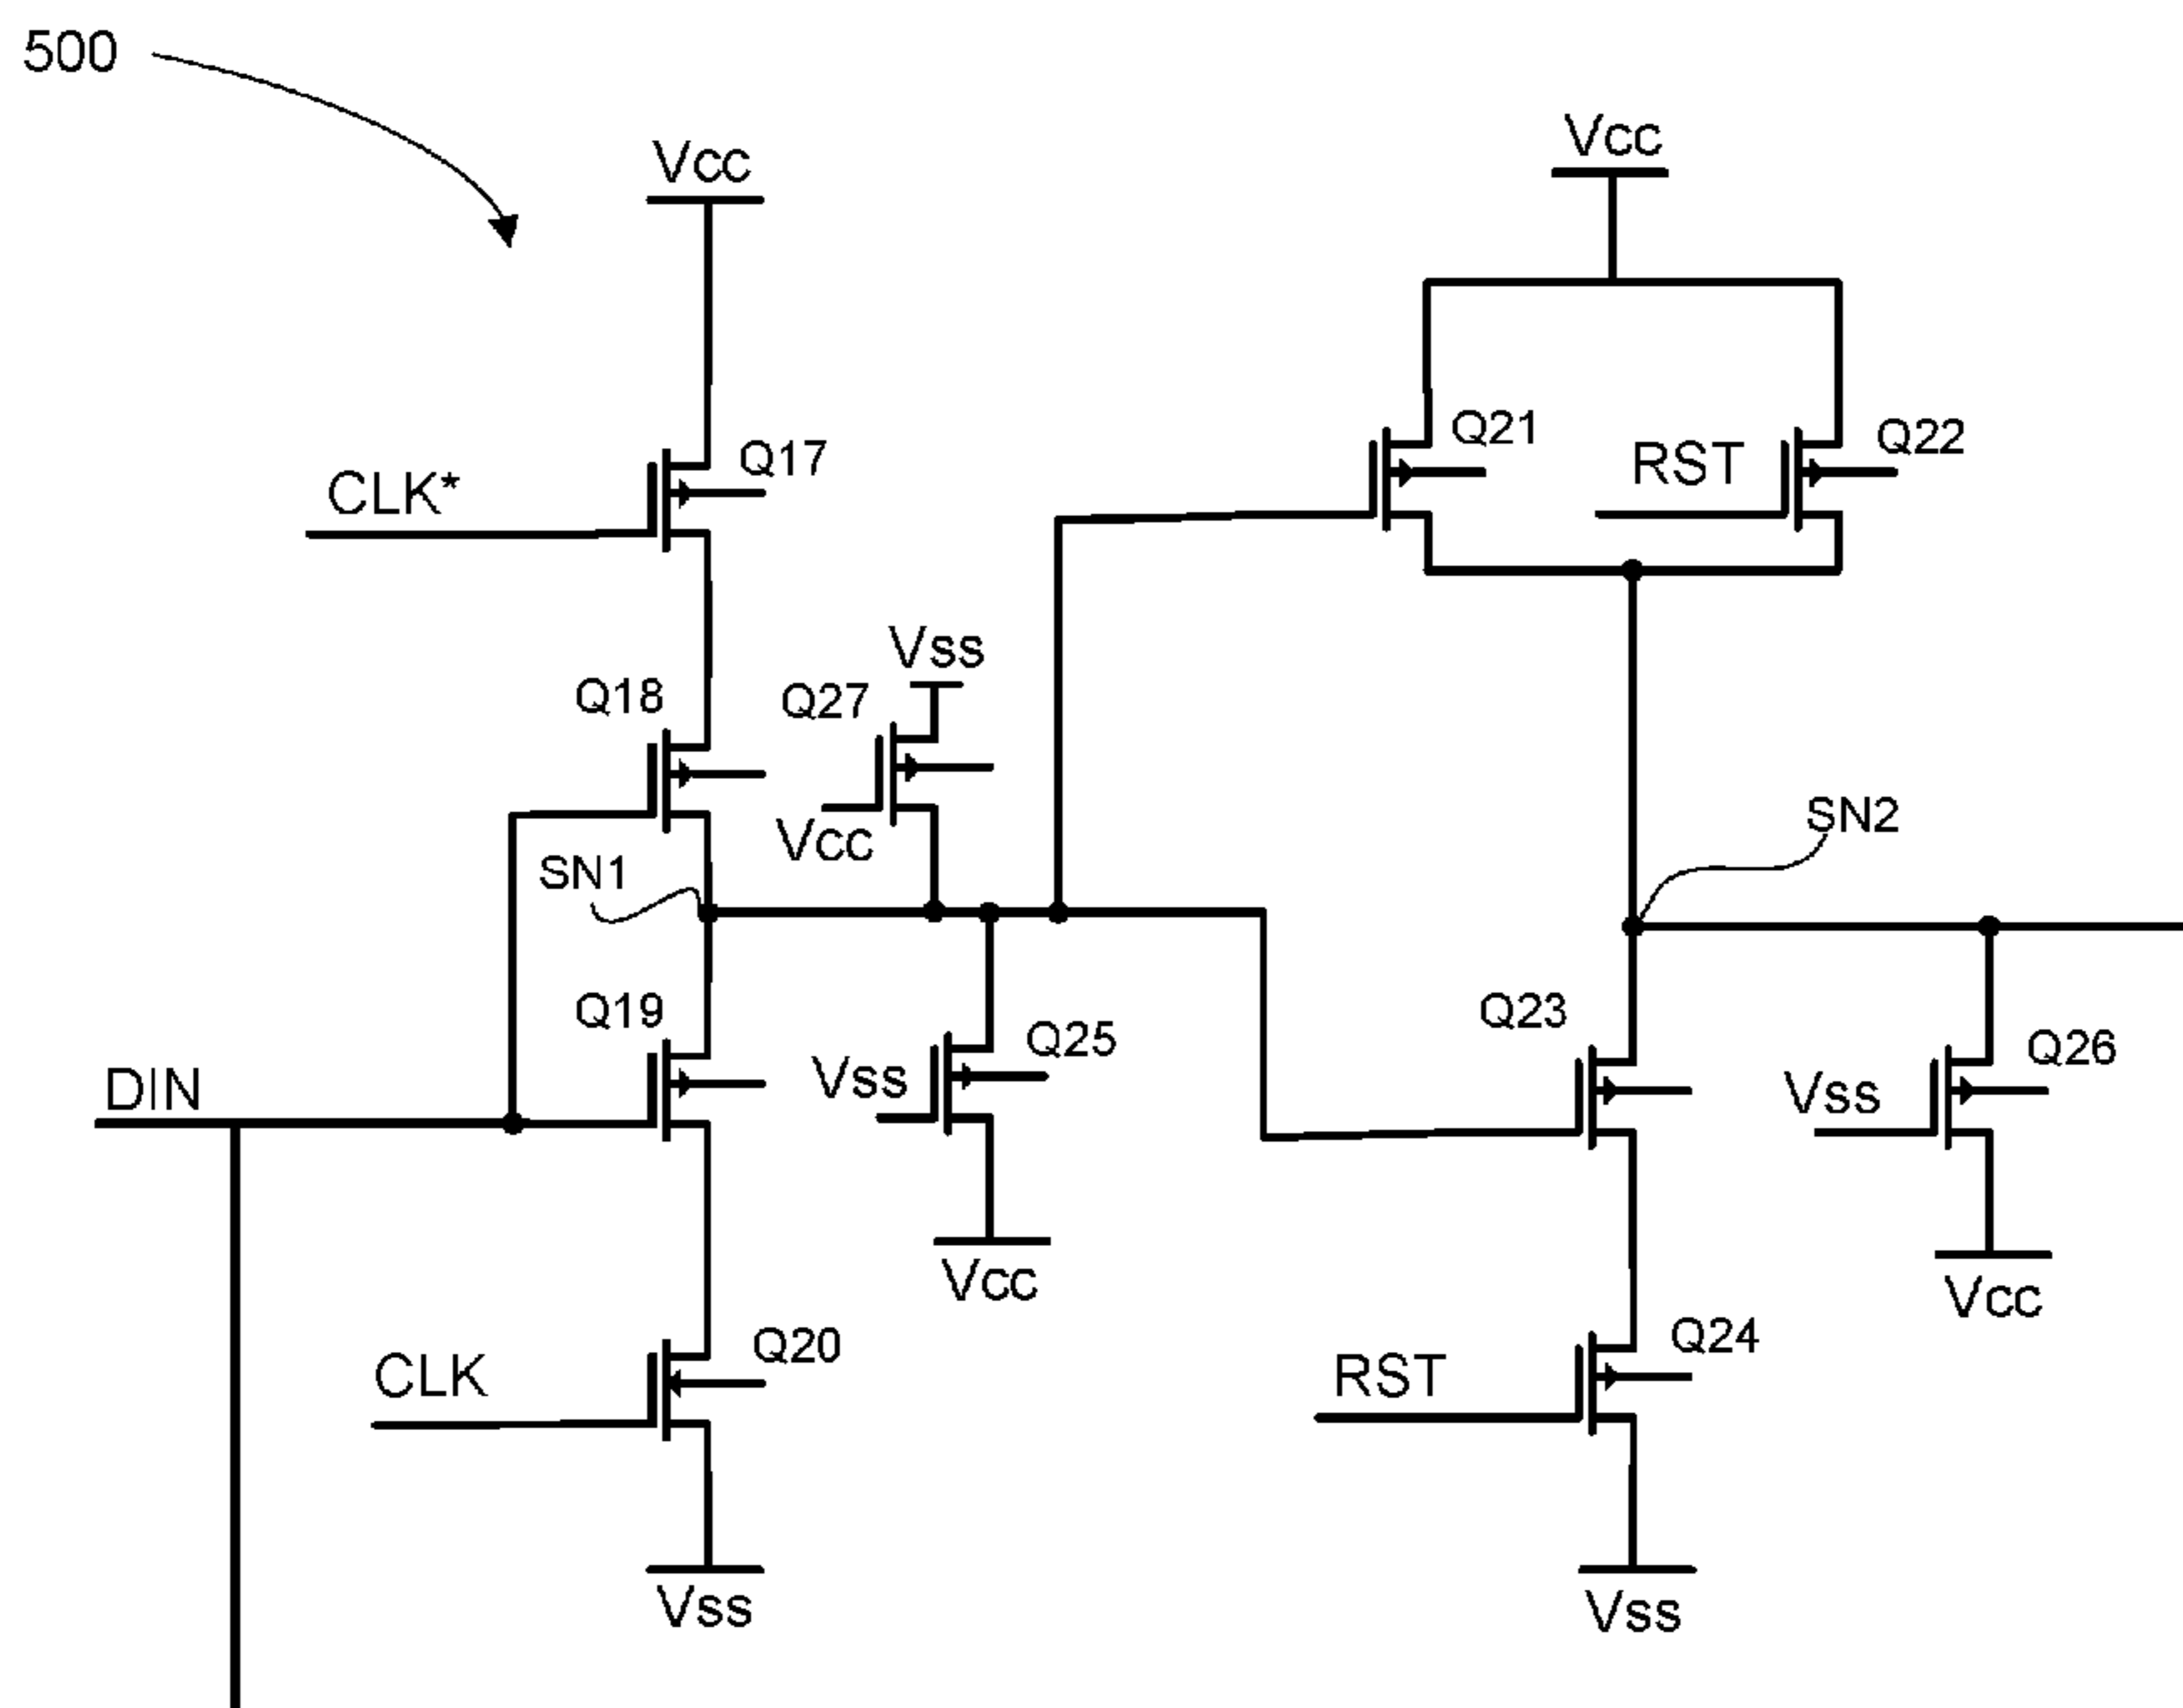 500
Vcc
Vcc
Q21
Q22
RST
Q17
CLK*
Vss
Q18
Q27
Vcc
SN2
SN1
Q19
Q23
Q25
Q26
DIN
Vss
Vss
Vcc
Vcc
Q20
Q24
CLK
RST
Vss
Vss